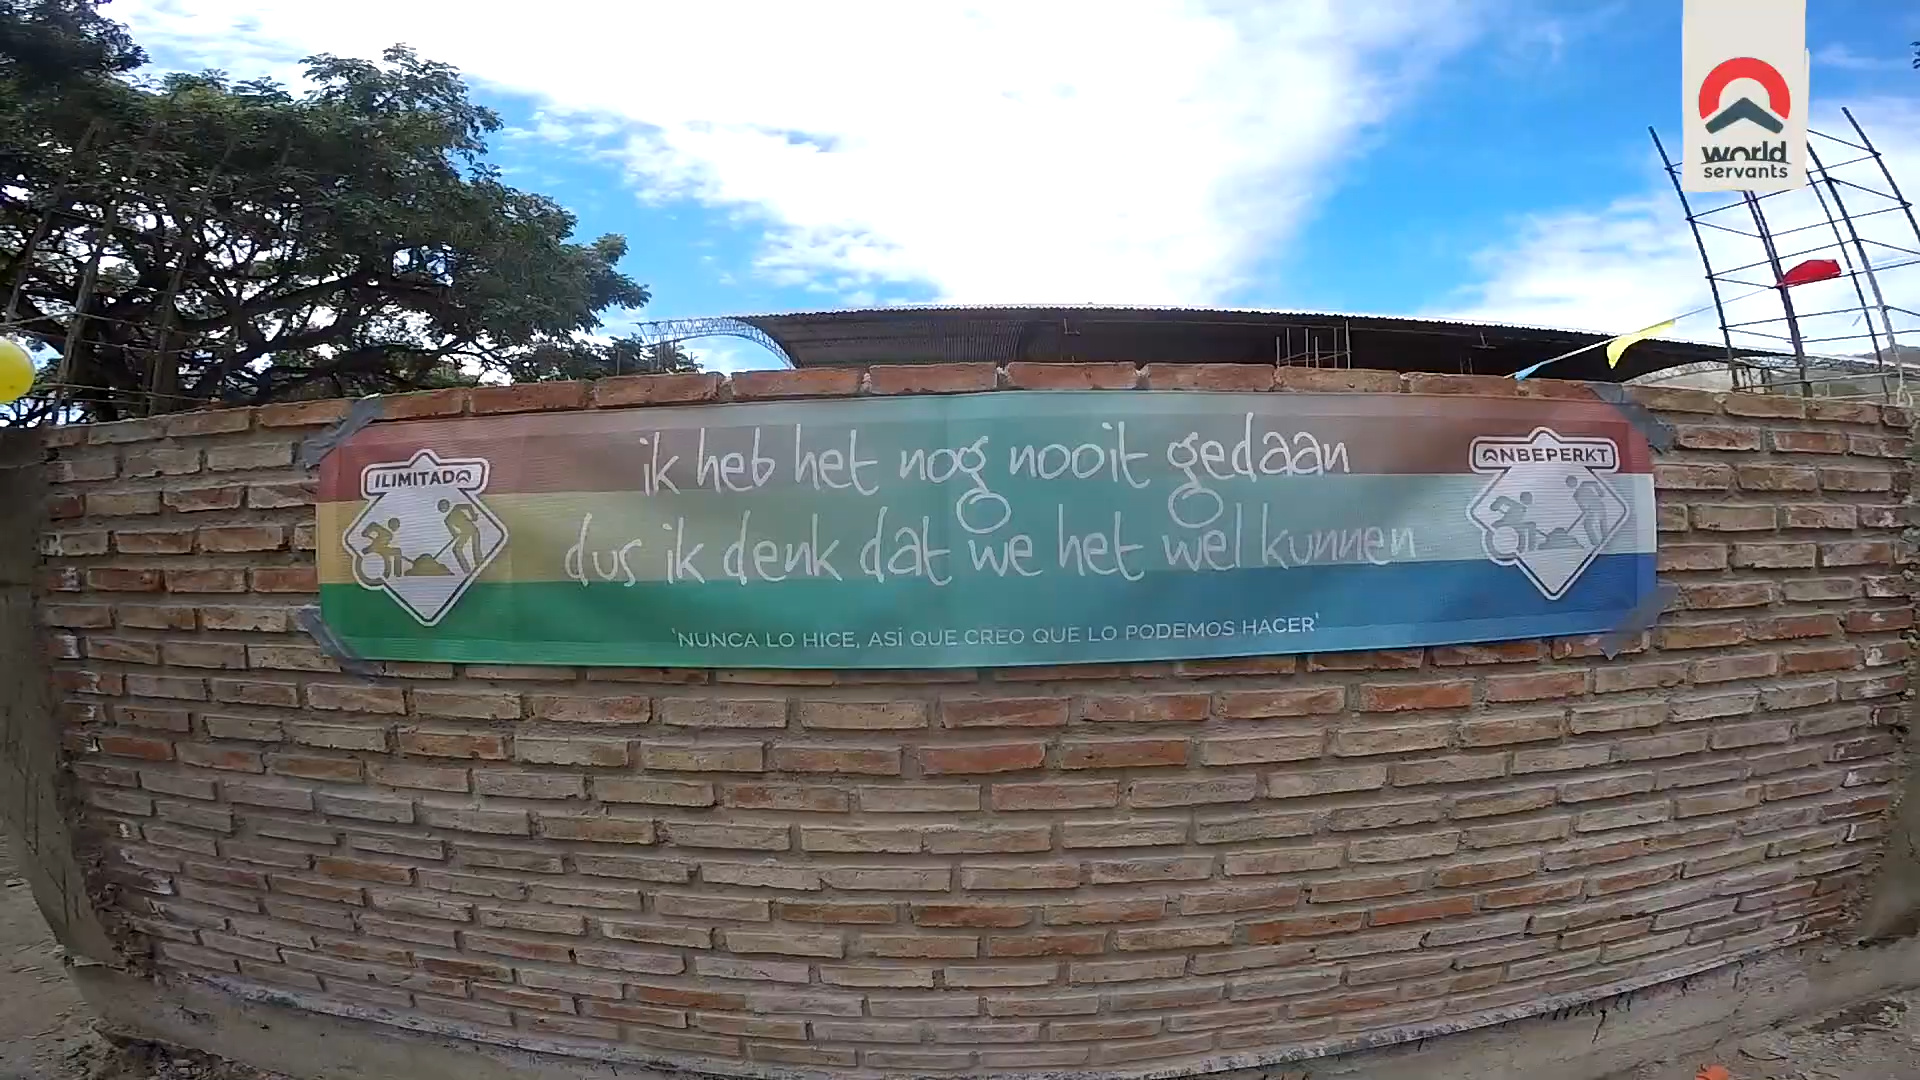 world
servants
ik heb het nog nooit gedaan
dus ik denk dat we het wel kunnen
'NUNCA LO HICE, ASÍ QUE CREO QUE LO PODEMOS HACER'
ILIMITADO
ONBEPERKT